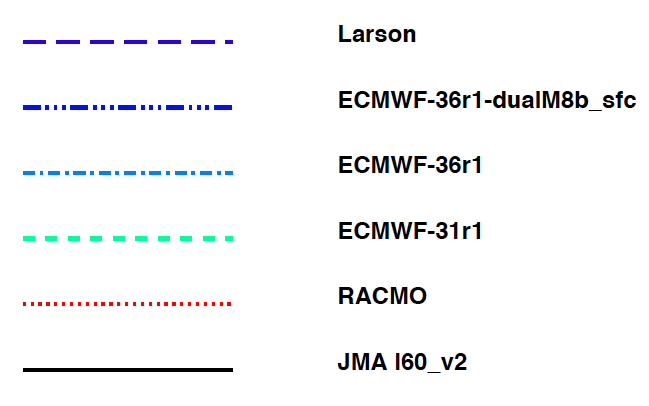 Larson
ECMWF-36r1-dualM8b_sfc
ECMWF-36r1
ECMWF-31r1
RACMO
JMA l60_v2